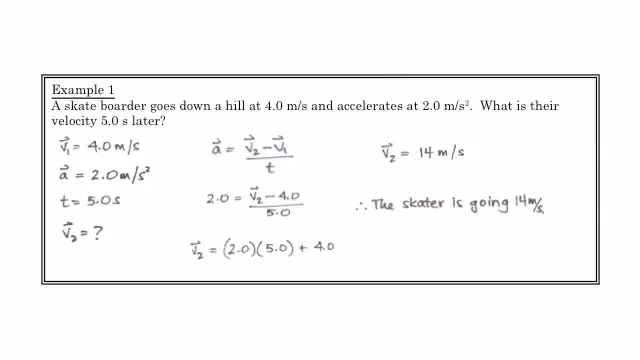 Example 1
A skate boarder goes down a hill at 4.0 m/s and accelerates at 2.0 m/s². What is their
velocity 5.0 s later?
v⃗₁ = 4.0 m/s
a⃗ = 2.0 m/s²
t = 5.0 s
v⃗₂ = ?
a⃗ = (v⃗₂ − v⃗₁) / t
2.0 = (v⃗₂ − 4.0) / 5.0
v⃗₂ = (2.0)(5.0) + 4.0
v⃗₂ = 14 m/s
∴ The skater is going 14 m/s.